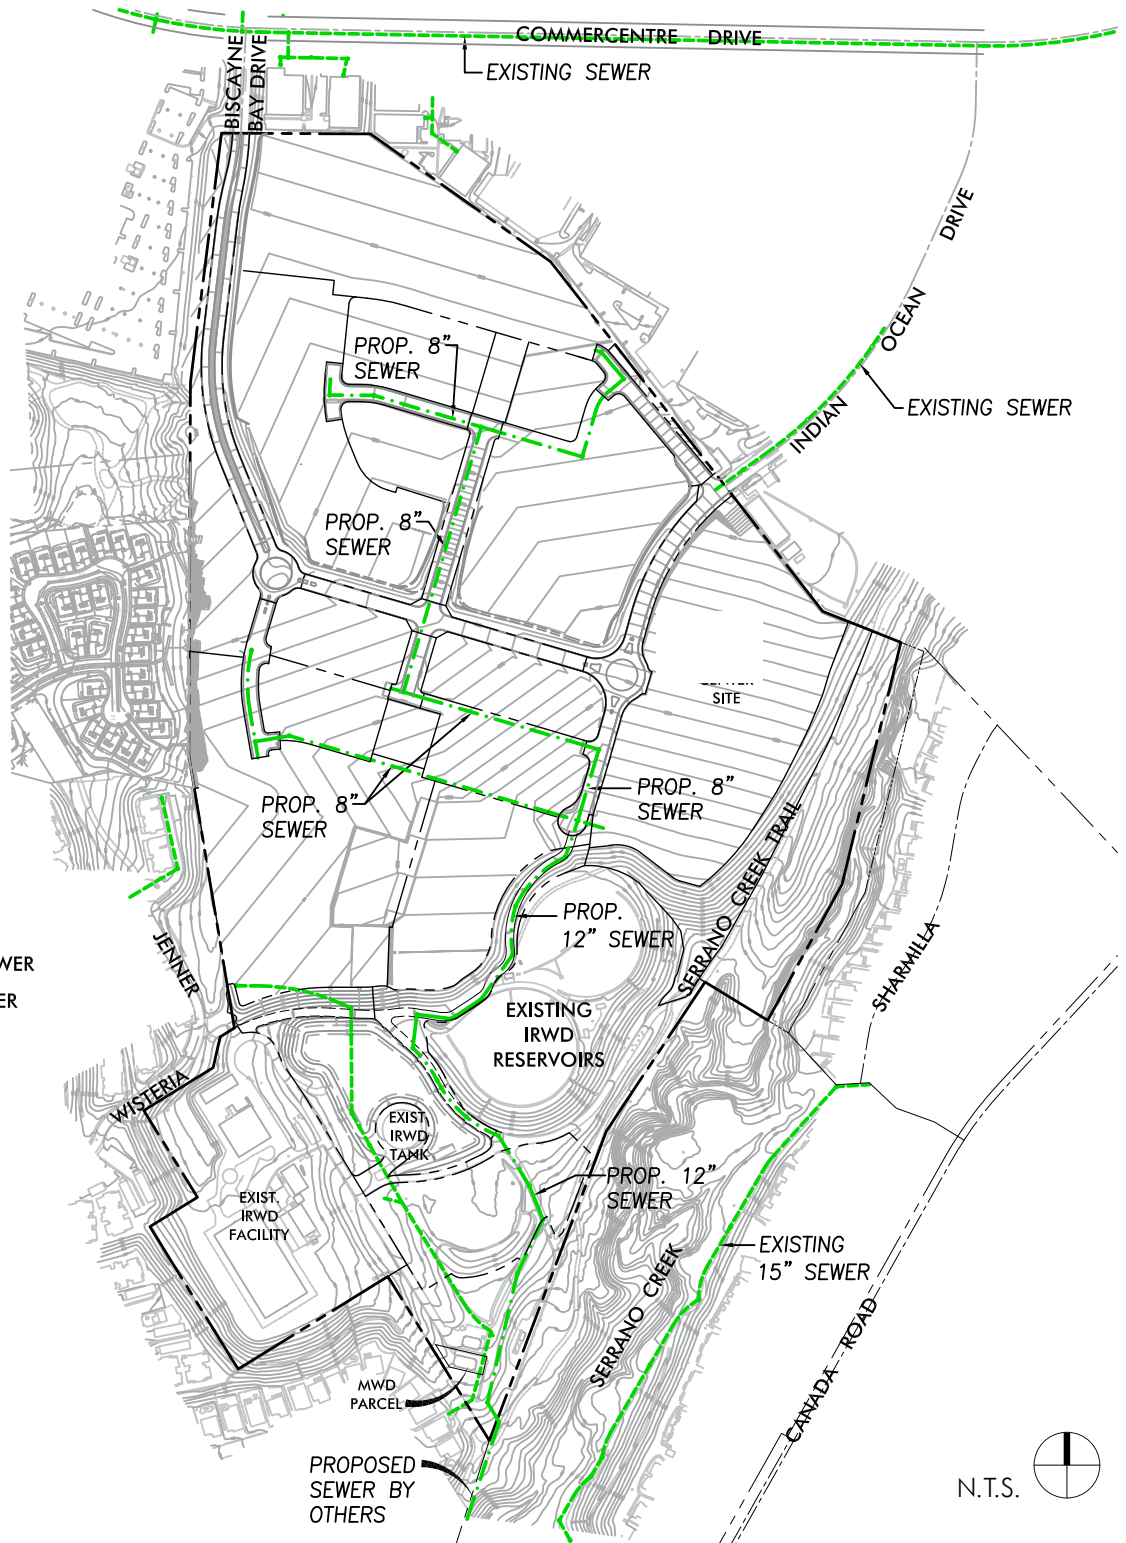 COMMERCENTRE DRIVE
EXISTING SEWER
BISCAYNE
BAY DRIVE
DRIVE
OCEAN
INDIAN
EXISTING SEWER
PROP. 8"
SEWER
PROP. 8"
SEWER
SITE
PROP. 8"
SEWER
PROP. 8"
SEWER
SERRANO CREEK TRAIL
PROP.
12" SEWER
SHARMILLA
JENNER
EXISTING
IRWD
RESERVOIRS
WISTERIA
EXIST.
IRWD
TANK
EXIST.
IRWD
FACILITY
PROP. 12"
SEWER
EXISTING
15" SEWER
SERRANO CREEK
CANADA ROAD
MWD
PARCEL
PROPOSED
SEWER BY
OTHERS
N.T.S.